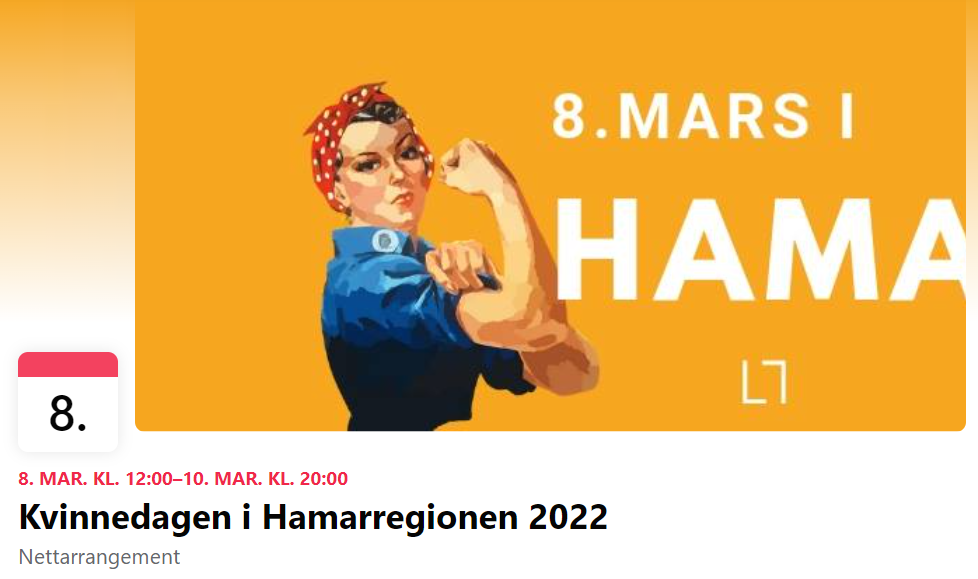 8.MARS I
HAMA
8.
8. MAR. KL. 12:00–10. MAR. KL. 20:00
Kvinnedagen i Hamarregionen 2022
Nettarrangement